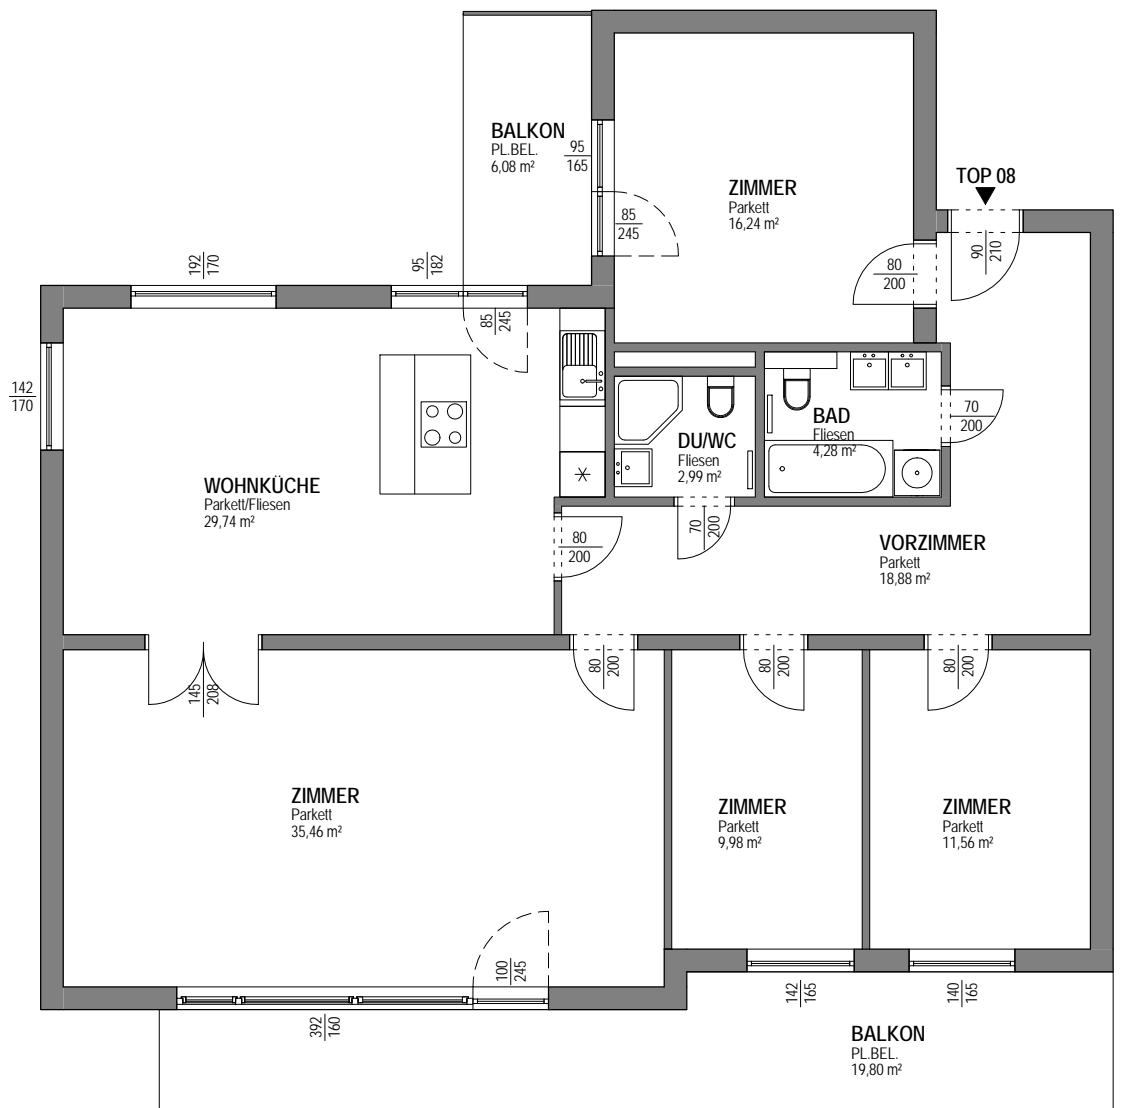 BALKON
PL.BEL.
6,08 m²
95
165
ZIMMER
Parkett
16,24 m²
TOP 08
85
245
80
200
90
210
192
170
95
182
85
245
142
170
WOHNKÜCHE
Parkett/Fliesen
29,74 m²
DU/WC
Fliesen
2,99 m²
BAD
Fliesen
4,28 m²
70
200
70
200
80
200
VORZIMMER
Parkett
18,88 m²
145
208
80
200
80
200
80
200
ZIMMER
Parkett
35,46 m²
ZIMMER
Parkett
9,98 m²
ZIMMER
Parkett
11,56 m²
100
245
392
160
142
165
140
165
BALKON
PL.BEL.
19,80 m²